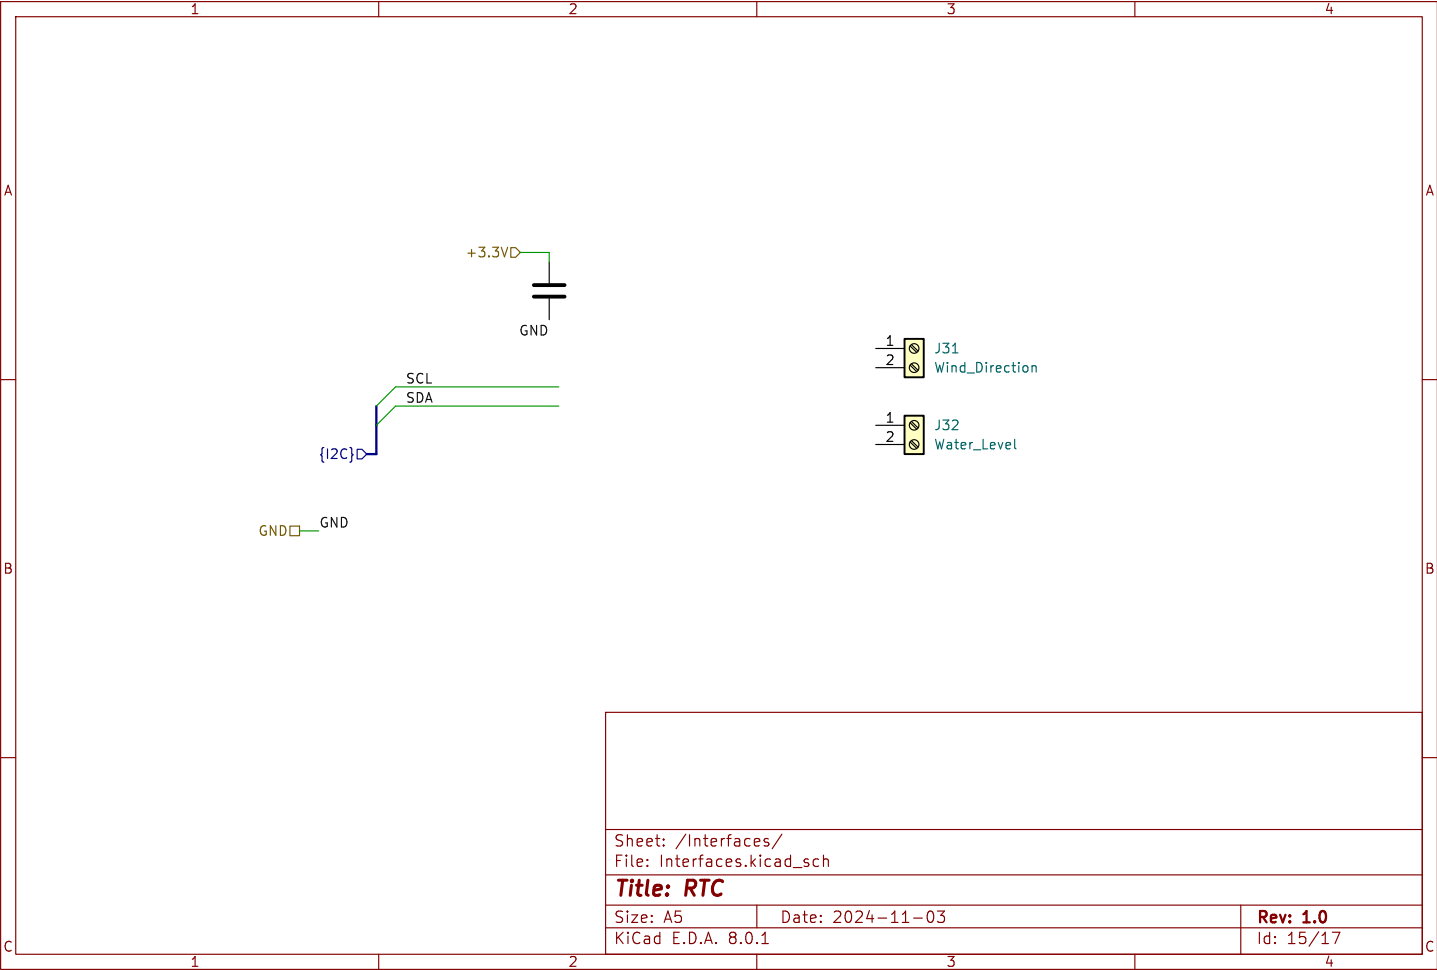 1 2 3 4
A A
+3.3V
GND
1 J31
2 Wind_Direction
SCL
SDA
1 J32
2 Water_Level
{I2C}
GND GND
B B
Sheet: /Interfaces/
File: Interfaces.kicad_sch
Title: RTC
Size: A5 Date: 2024-11-03 Rev: 1.0
KiCad E.D.A. 8.0.1 Id: 15/17
C C
1 2 3 4